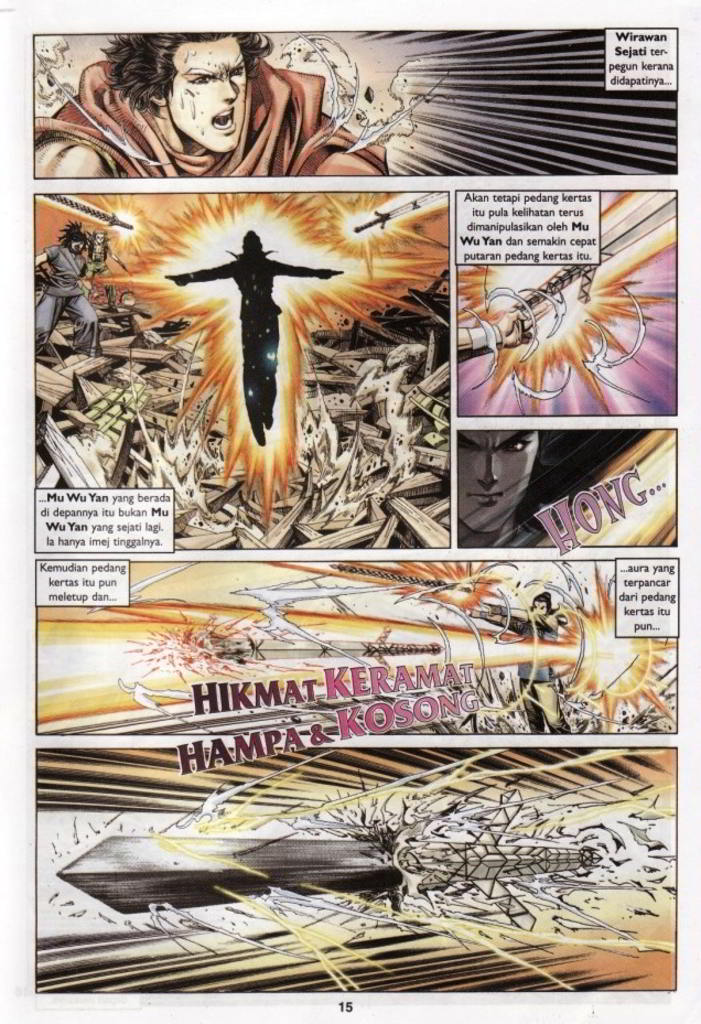 Wirawan
Sejati ter-
pegun kerana
didapatinya...
...Mu Wu Yan yang berada
di depannya itu bukan Mu
Wu Yan yang sejati lagi.
Ia hanya imej tinggalnya.
Akan tetapi pedang kertas
itu pula kelihatan terus
dimanipulasikan oleh Mu
Wu Yan dan semakin cepat
putaran pedang kertas itu.
HONG...
Kemudian pedang
kertas itu pun
meletup dan...
...aura yang
terpancar
dari pedang
kertas itu
pun...
HIKMAT KERAMAT
HAMPA & KOSONG
15